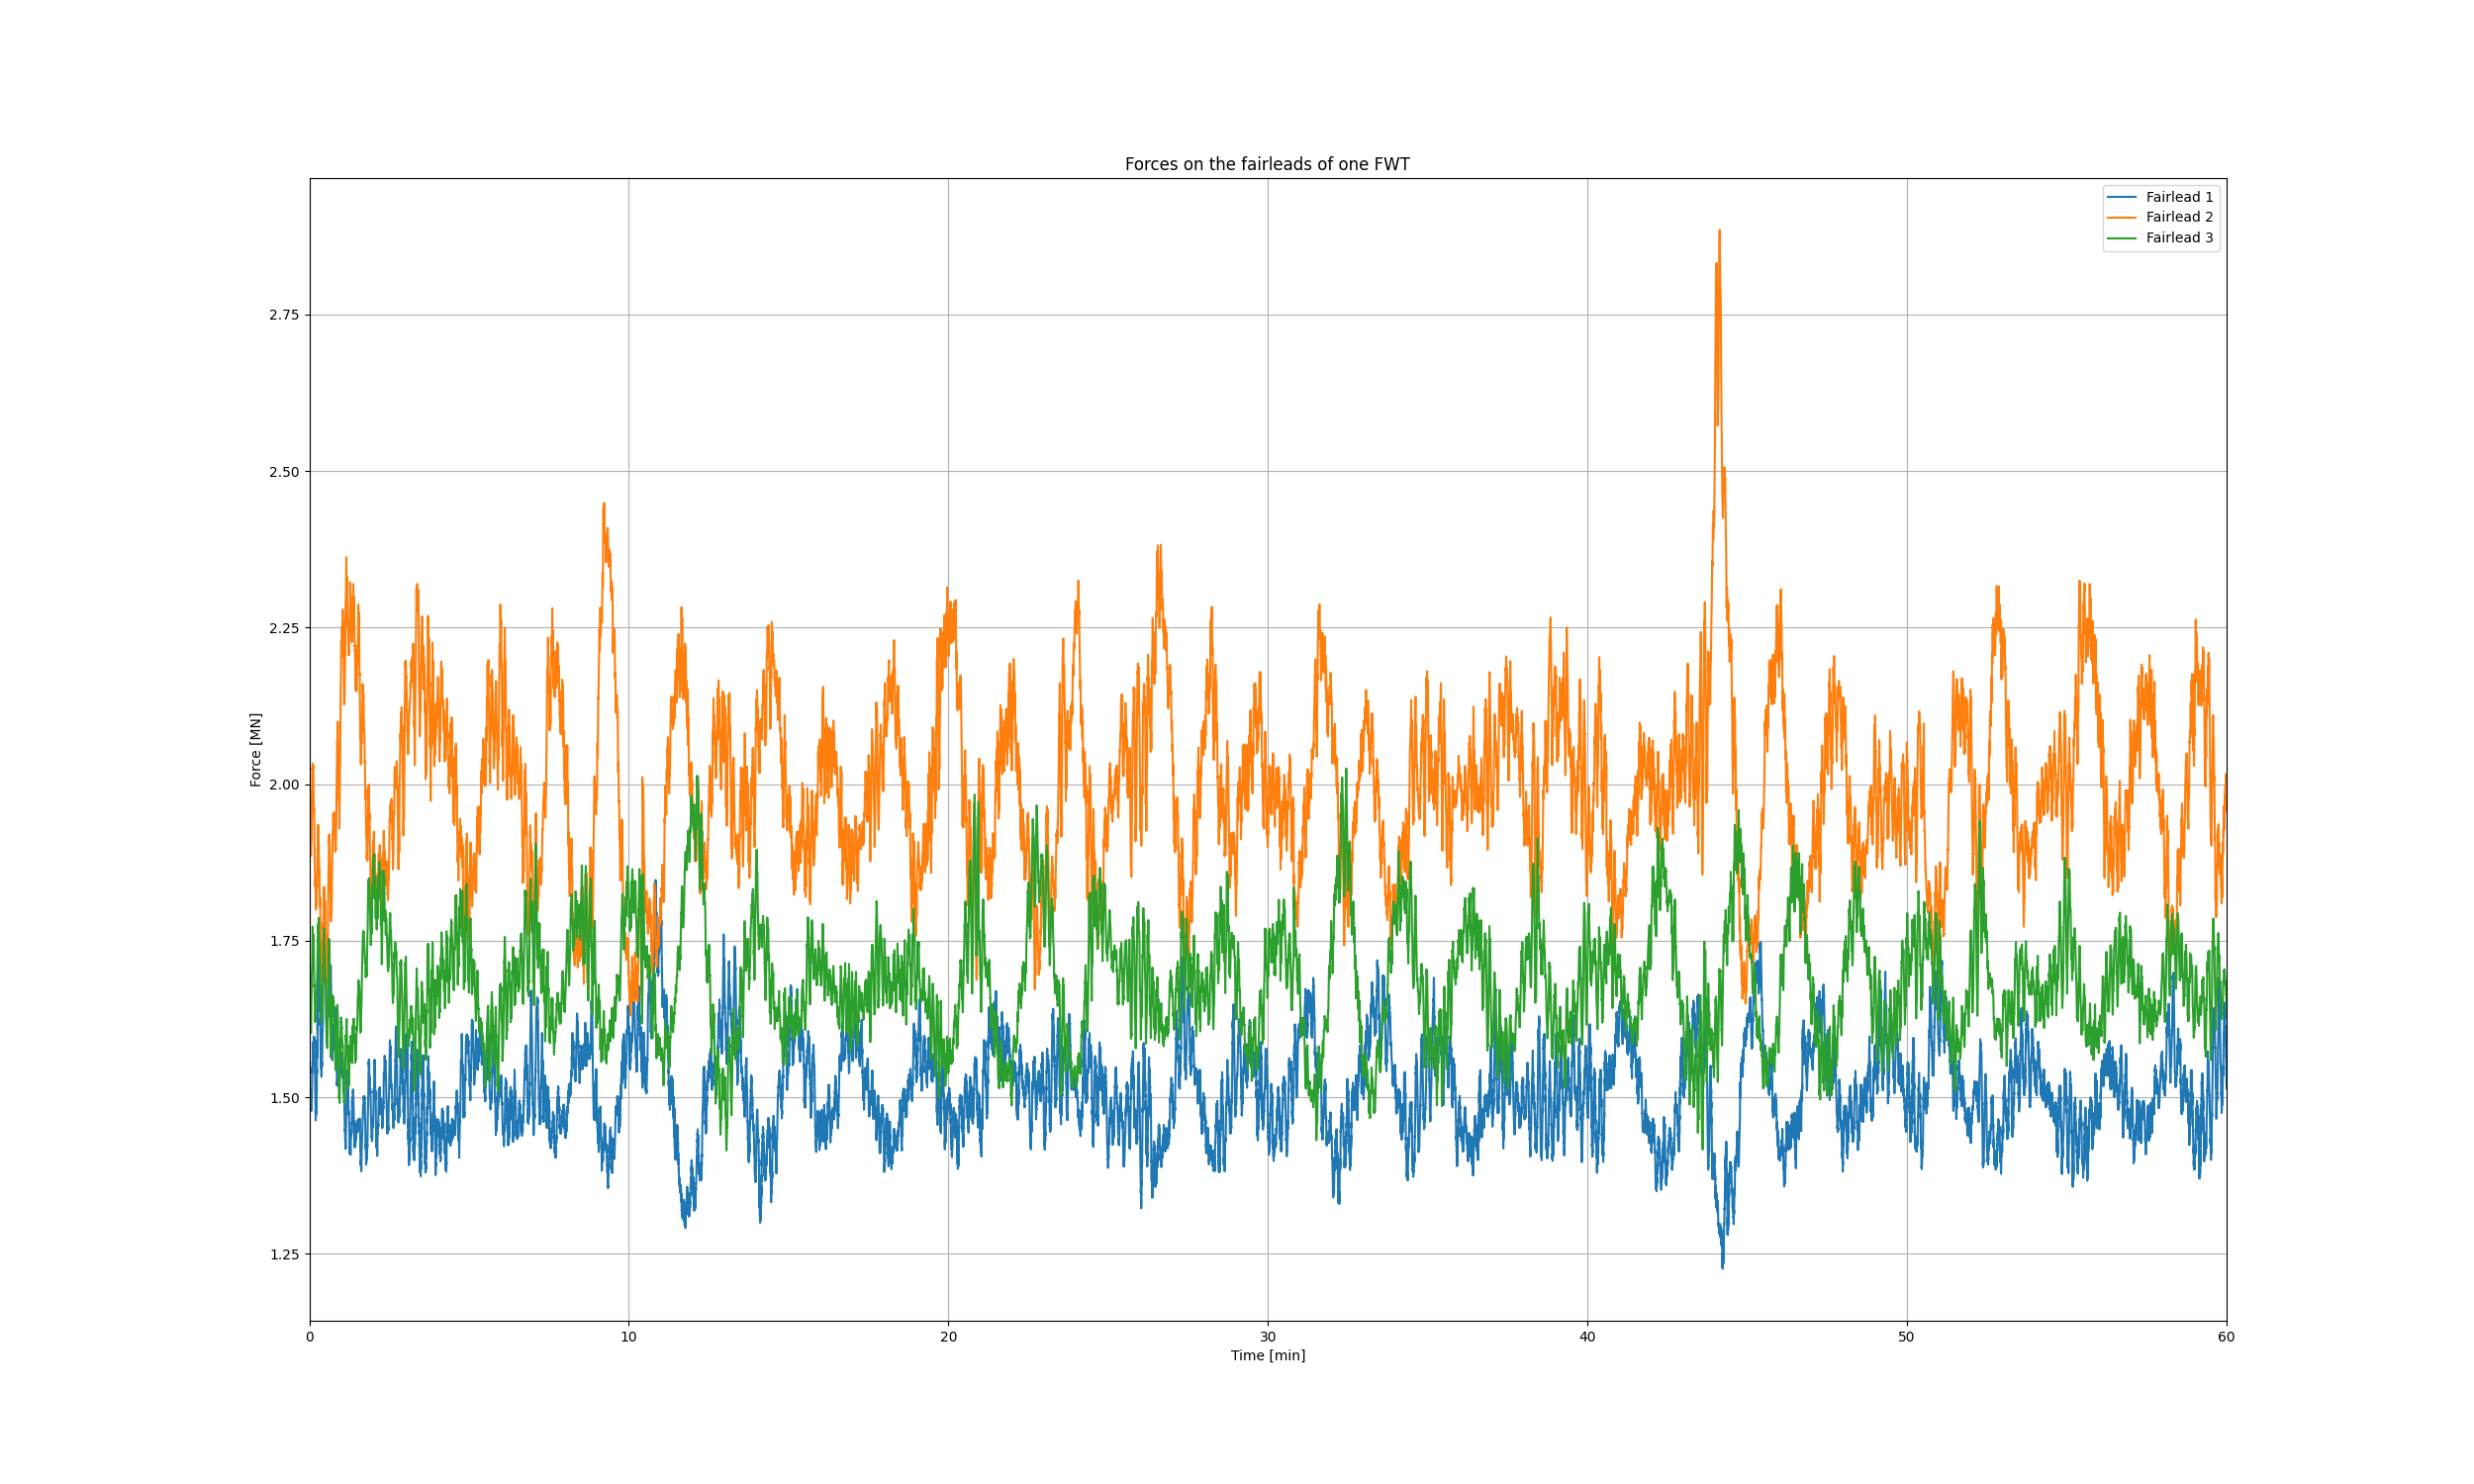 Forces on the fairleads of one FWT
Fairlead 1
Fairlead 2
Fairlead 3
Force [MN]
2.75
2.50
2.25
2.00
1.75
1.50
1.25
0 10 20 30 40 50 60
Time [min]